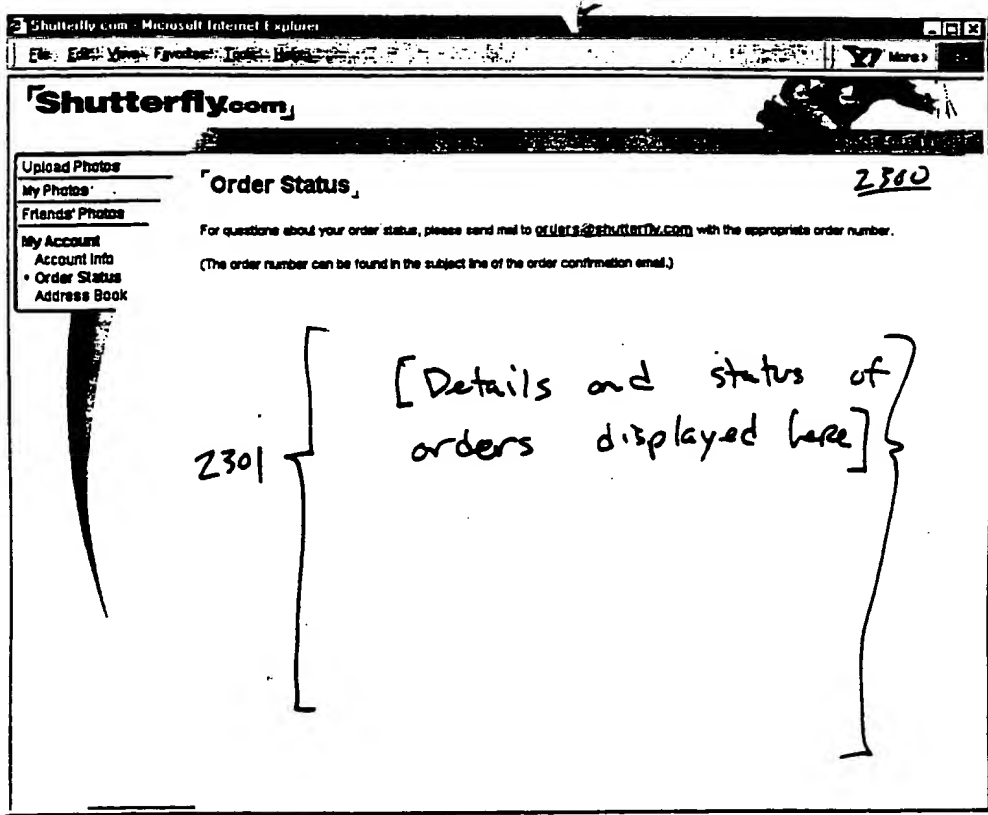 Shutterfly.com - Microsoft Internet Explorer
File Edit View Favorites Tools Help
Y! More»
Shutterfly.com
Upload Photos
My Photos
Friends' Photos
My Account
Account Info
• Order Status
Address Book
Order Status
2300
For questions about your order status, please send mail to orders@shutterfly.com with the appropriate order number.
(The order number can be found in the subject line of the order confirmation email.)
[Details and status of
orders displayed here]
2301